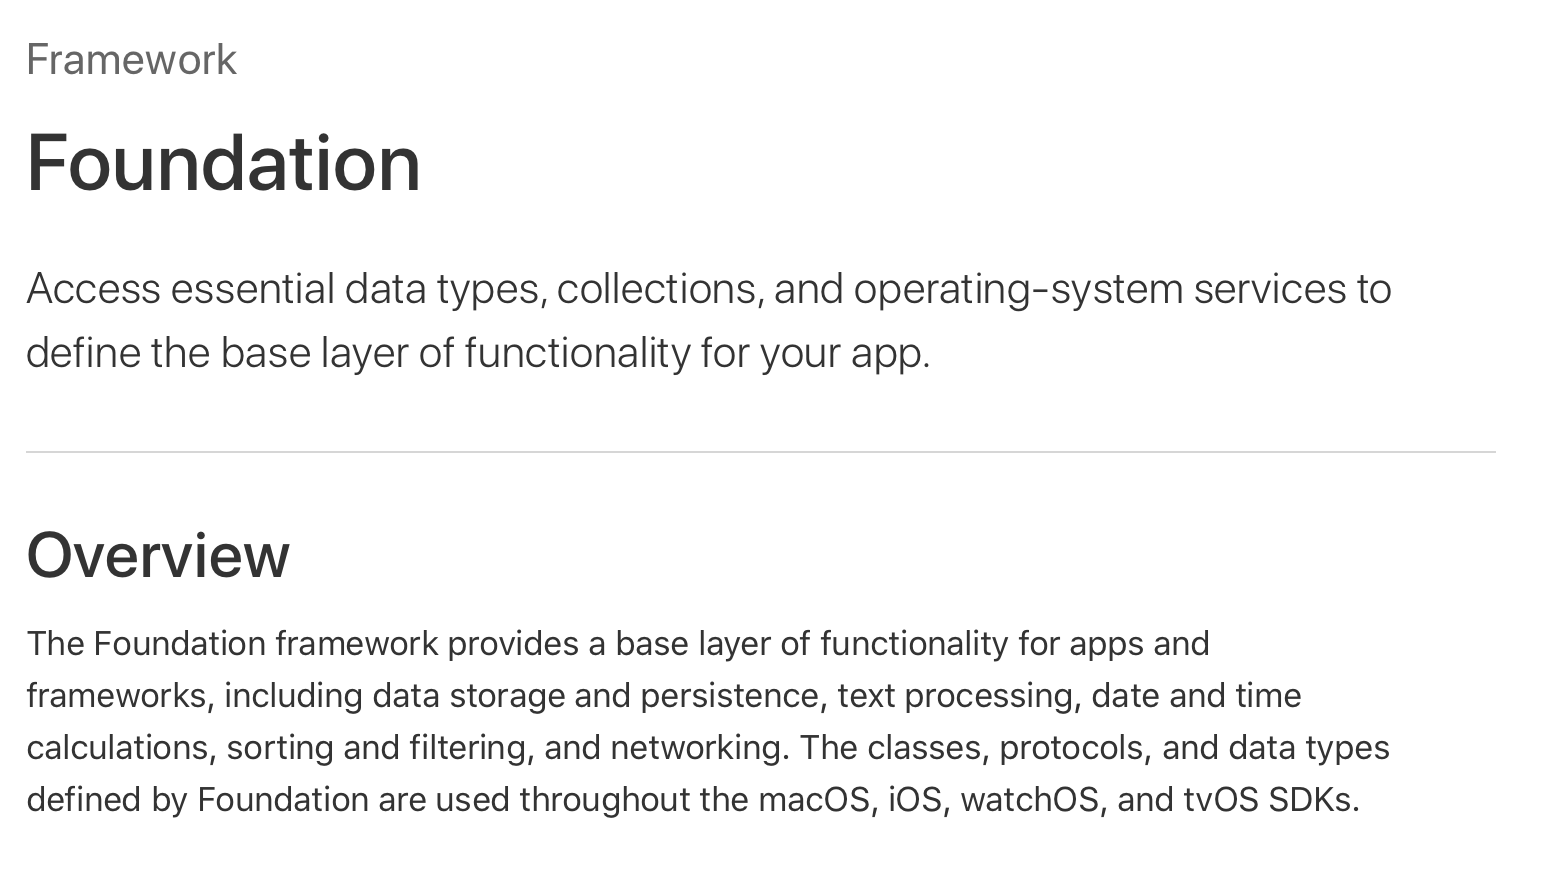 Framework
Foundation
Access essential data types, collections, and operating-system services to
define the base layer of functionality for your app.
Overview
The Foundation framework provides a base layer of functionality for apps and
frameworks, including data storage and persistence, text processing, date and time
calculations, sorting and filtering, and networking. The classes, protocols, and data types
defined by Foundation are used throughout the macOS, iOS, watchOS, and tvOS SDKs.